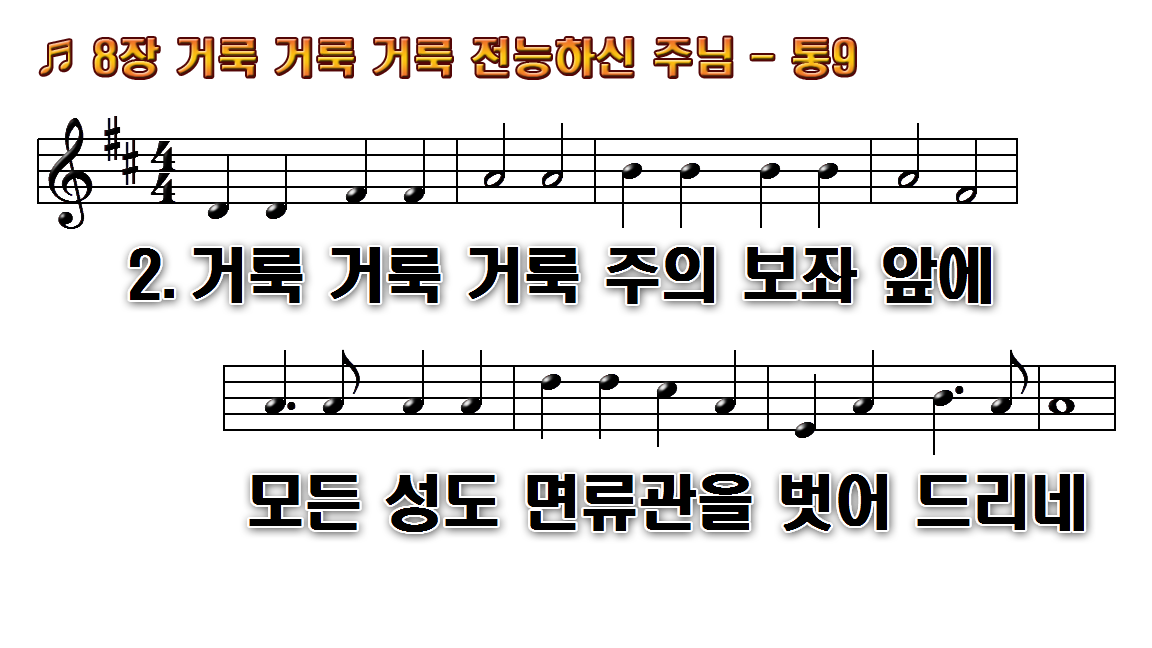 ♬ 8장 거룩 거룩 거룩 전능하신 주님 - 통9
2. 거룩 거룩 거룩 주의 보좌 앞에
모든 성도 면류관을 벗어 드리네